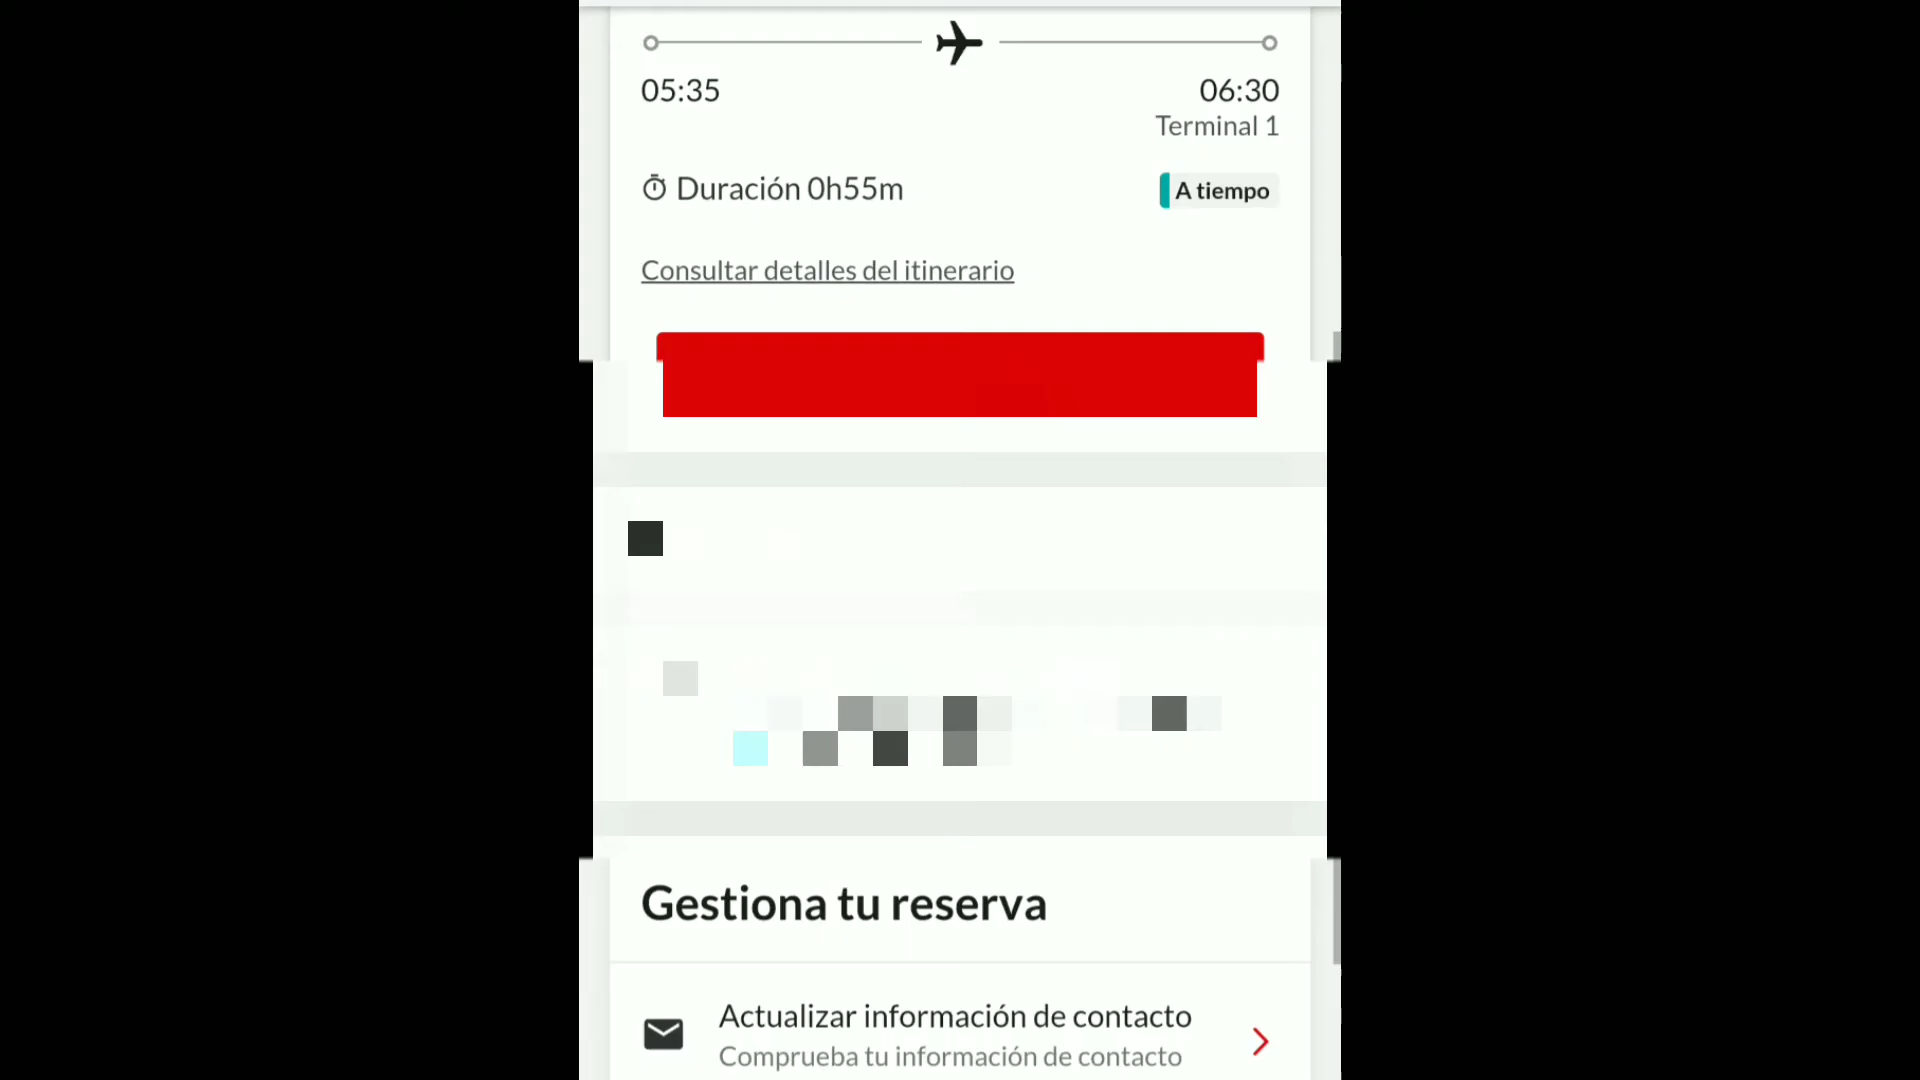 05:35
06:30
Terminal 1
Duración 0h55m
A tiempo
Consultar detalles del itinerario
Gestiona tu reserva
Actualizar información de contacto
Comprueba tu información de contacto